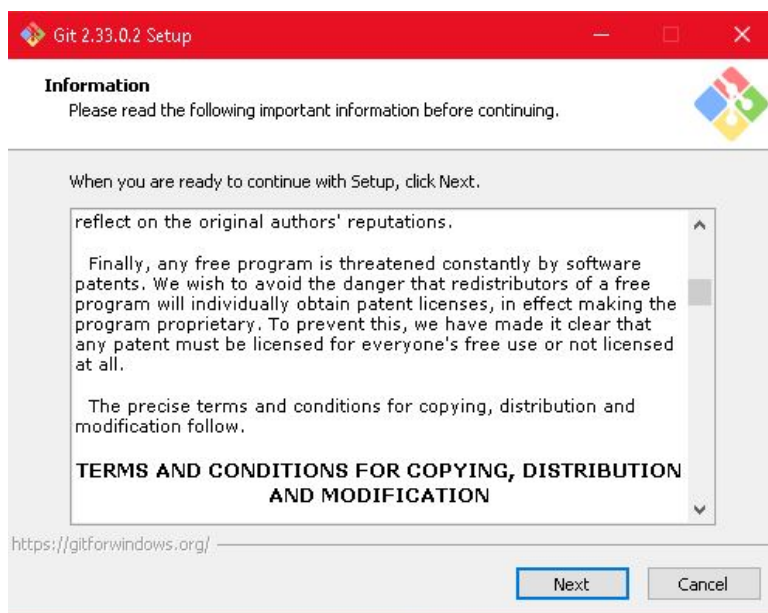 Git 2.33.0.2 Setup
Information
Please read the following important information before continuing.
When you are ready to continue with Setup, click Next.
reflect on the original authors' reputations.
Finally, any free program is threatened constantly by software
patents. We wish to avoid the danger that redistributors of a free
program will individually obtain patent licenses, in effect making the
program proprietary. To prevent this, we have made it clear that
any patent must be licensed for everyone's free use or not licensed
at all.
The precise terms and conditions for copying, distribution and
modification follow.
TERMS AND CONDITIONS FOR COPYING, DISTRIBUTION
AND MODIFICATION
https://gitforwindows.org/
Next
Cancel